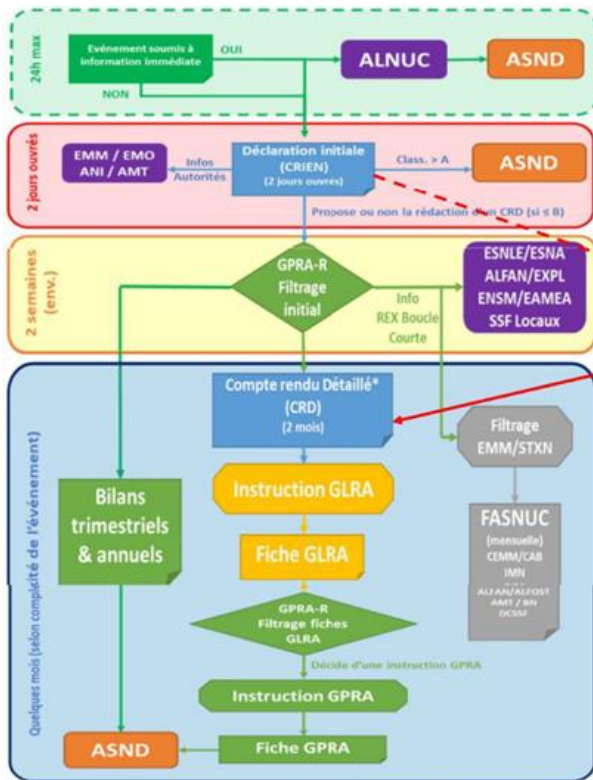 24h max
Evénement soumis à
information immédiate
OUI
NON
ALNUC
ASND
2 jours ouvrés
EMM / EMO
ANI / AMT
Infos
Autorités
Déclaration initiale
(CRIEN)
(2 jours ouvrés)
Class. > A
ASND
Propose ou non la rédaction d'un CRD (si ≤ B)
2 semaines
(env.)
GPRA-R
Filtrage
initial
Info
REX Boucle
Courte
ESNLE/ESNA
ALFAN/EXPL
ENSM/EAMEA
SSF Locaux
Quelques mois (selon complexité de l'événement)
Compte rendu Détaillé*
(CRD)
(2 mois)
Filtrage
EMM/STXN
Bilans
trimestriels
& annuels
Instruction GLRA
Fiche GLRA
FASNUC
(mensuelle)
CEMM/CAB
IMN
ALFAN/ALFOST
AMT / BN
DCSSF
GPRA-R
Filtrage fiches
GLRA
Décide d'une instruction GPRA
Instruction GPRA
Fiche GPRA
ASND